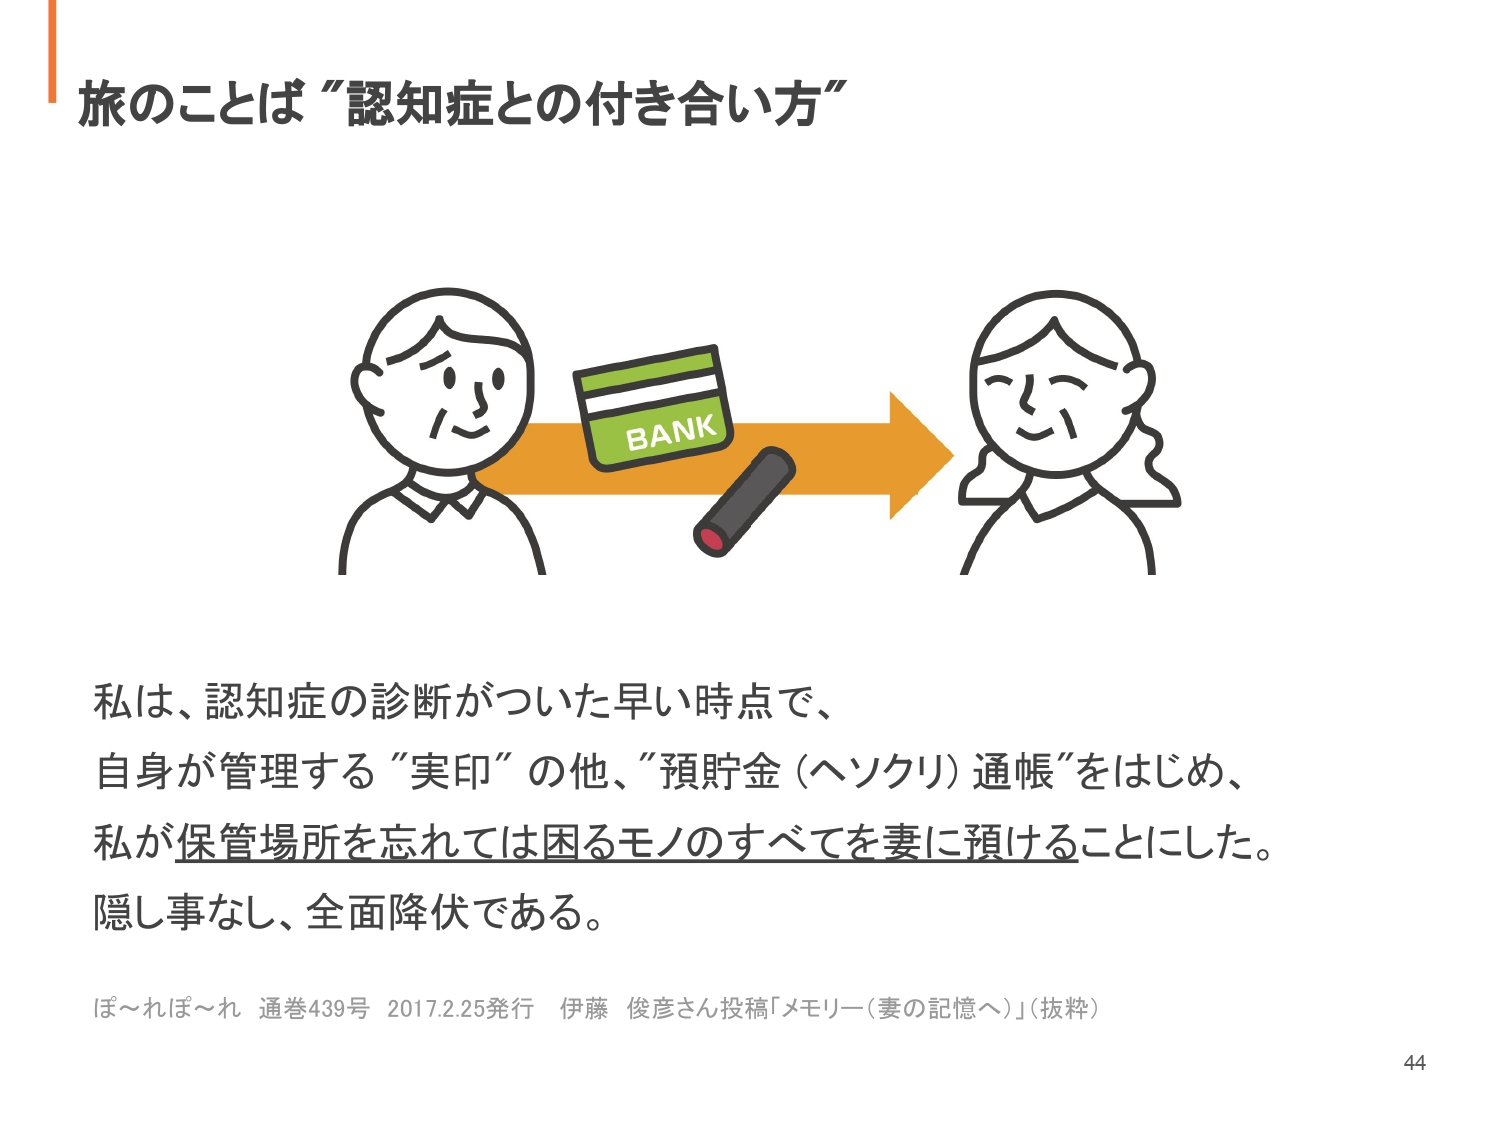 旅のことば ″認知症との付き合い方″
BANK
私は、認知症の診断がついた早い時点で、
自身が管理する ″実印″ の他、″預貯金（ヘソクリ）通帳″をはじめ、
私が保管場所を忘れては困るモノのすべてを妻に預けることにした。
隠し事なし、全面降伏である。
ぽ～れぽ～れ 通巻439号 2017.2.25発行　伊藤 俊彦さん投稿「メモリー（妻の記憶へ）」（抜粋）
44